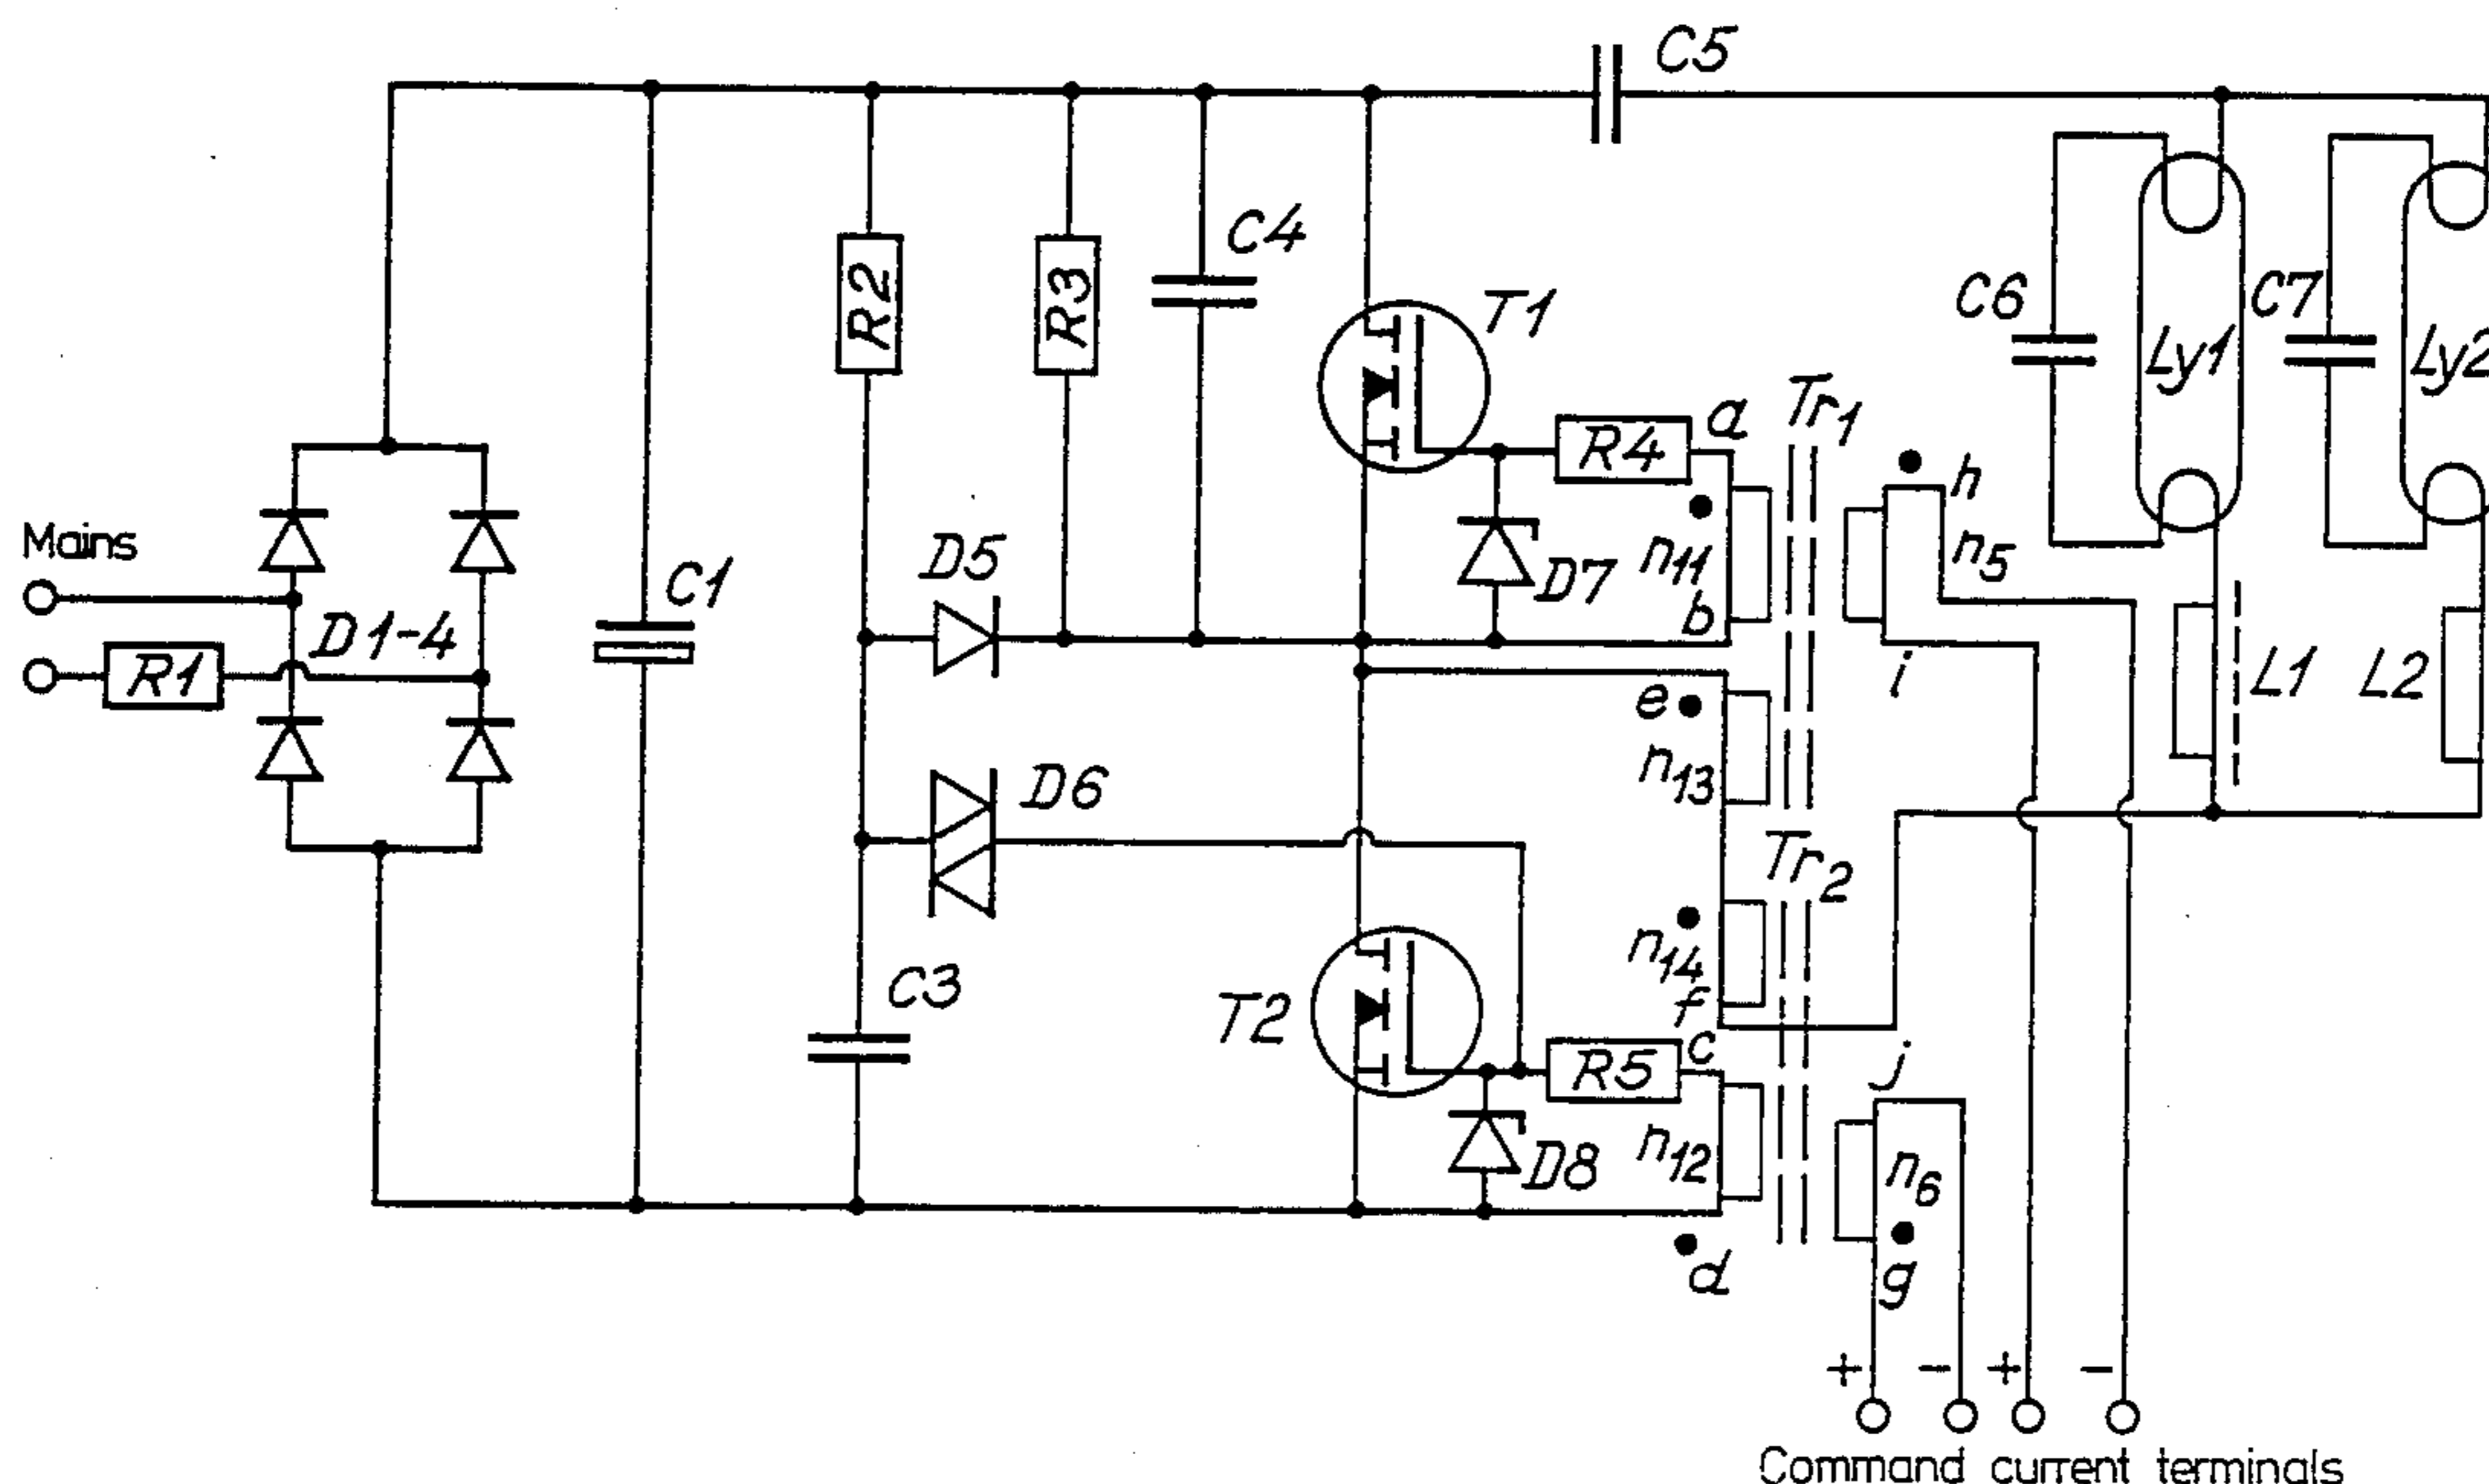 C5
R2
R3
C4
T1
C6
Ly1
C7
Ly2
a
Tr1
R4
h
n5
Mains
D1-4
R1
C1
D5
D7
n11
b
i
L1
L2
e
n13
D6
Tr2
n14
f
C3
T2
c
R5
j
D8
n12
n6
d
g
+ - + -
Command current terminals